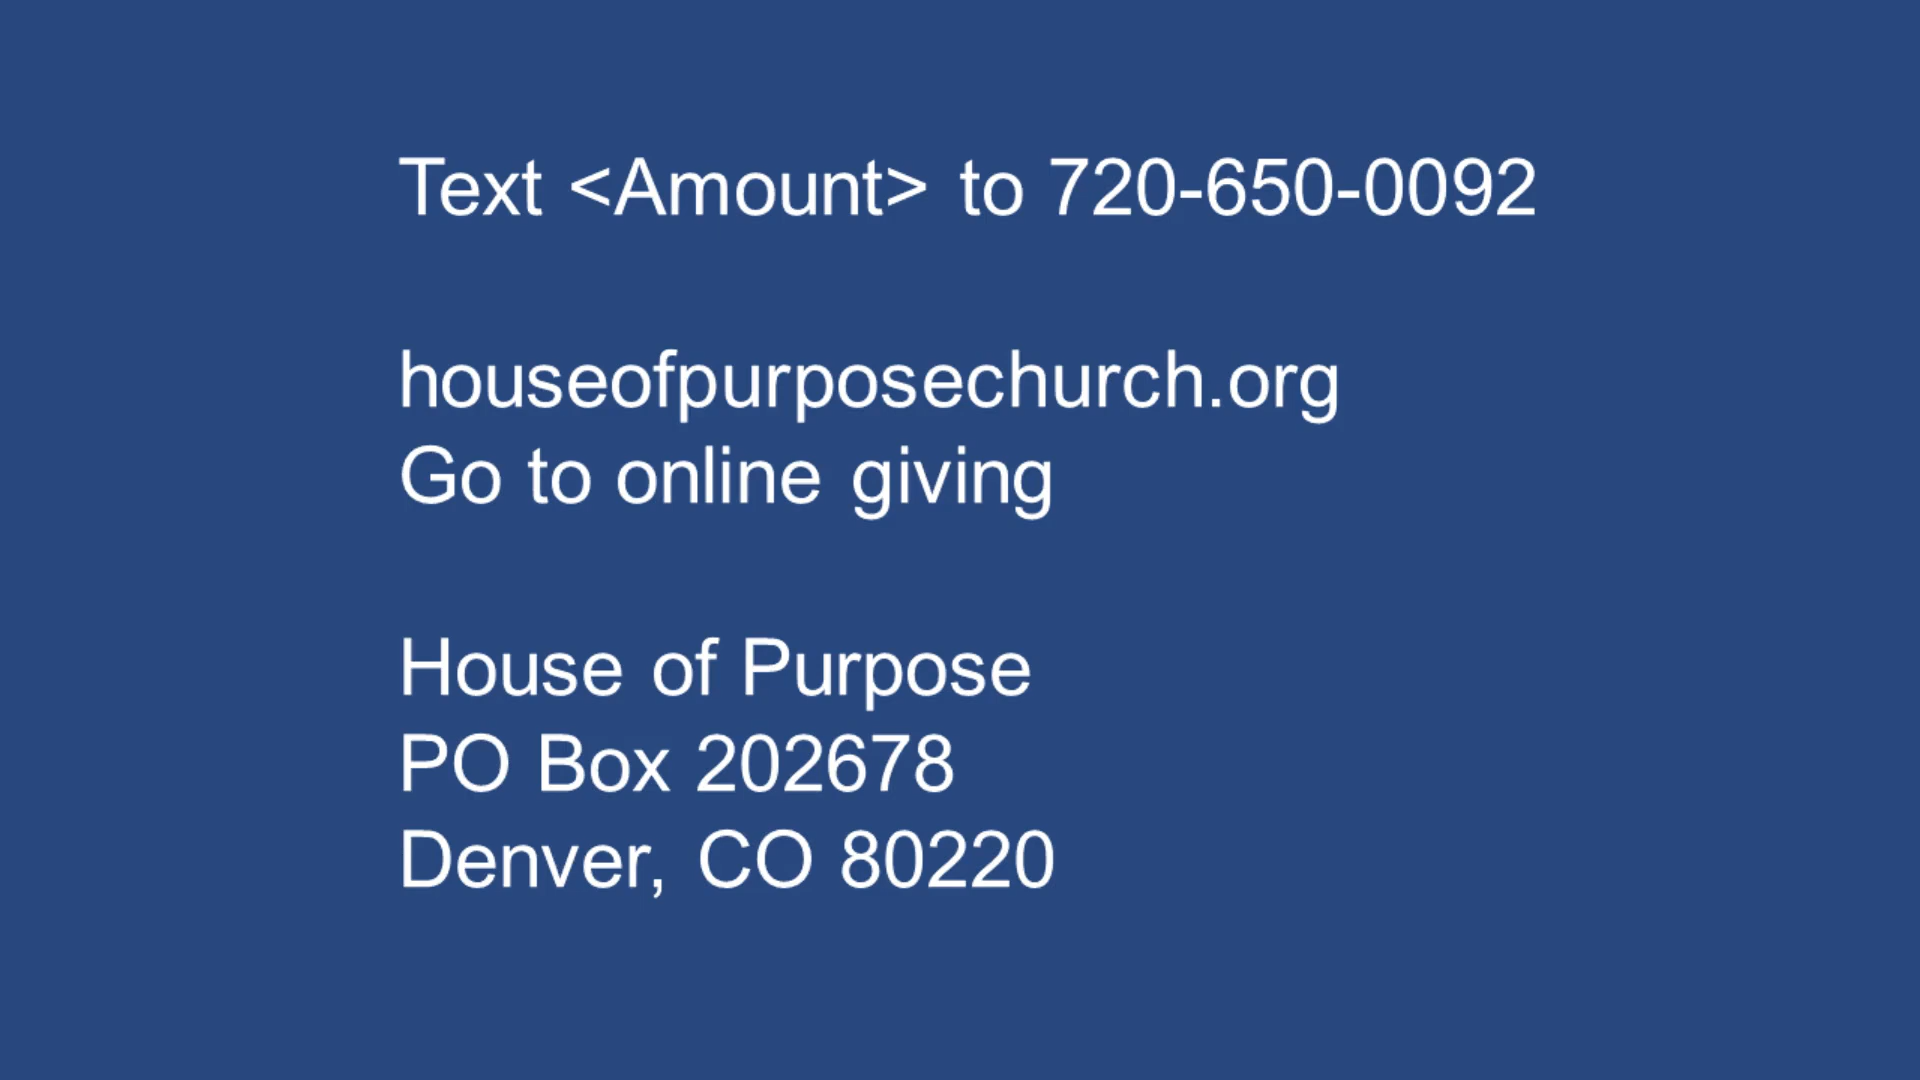 Text <Amount> to 720-650-0092
houseofpurposechurch.org
Go to online giving
House of Purpose
PO Box 202678
Denver, CO 80220